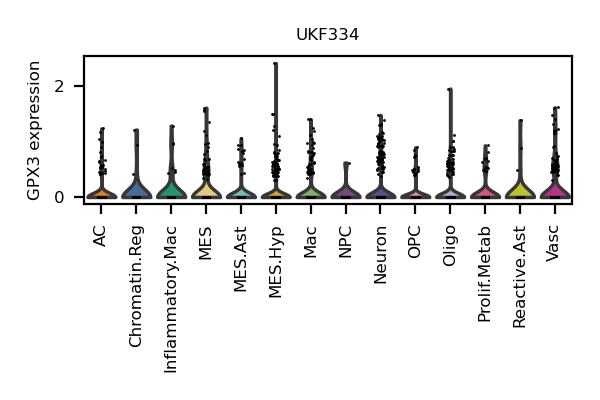 UKF334
GPX3 expression
2
0
AC
Chromatin.Reg
Inflammatory.Mac
MES
MES.Ast
MES.Hyp
Mac
NPC
Neuron
OPC
Oligo
Prolif.Metab
Reactive.Ast
Vasc